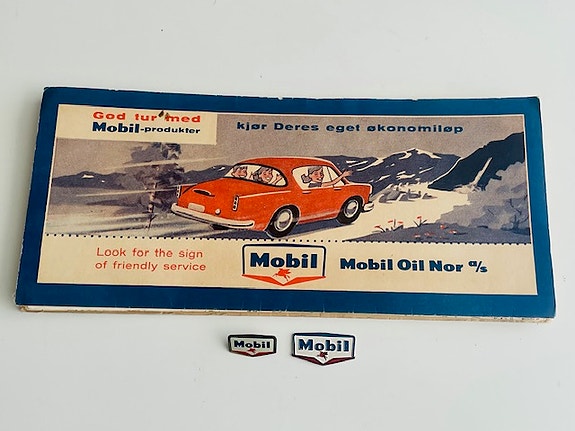 God tur med
Mobil-produkter
kjør Deres eget økonomiløp
Look for the sign
of friendly service
Mobil
Mobil Oil Nor a/s
Mobil
Mobil